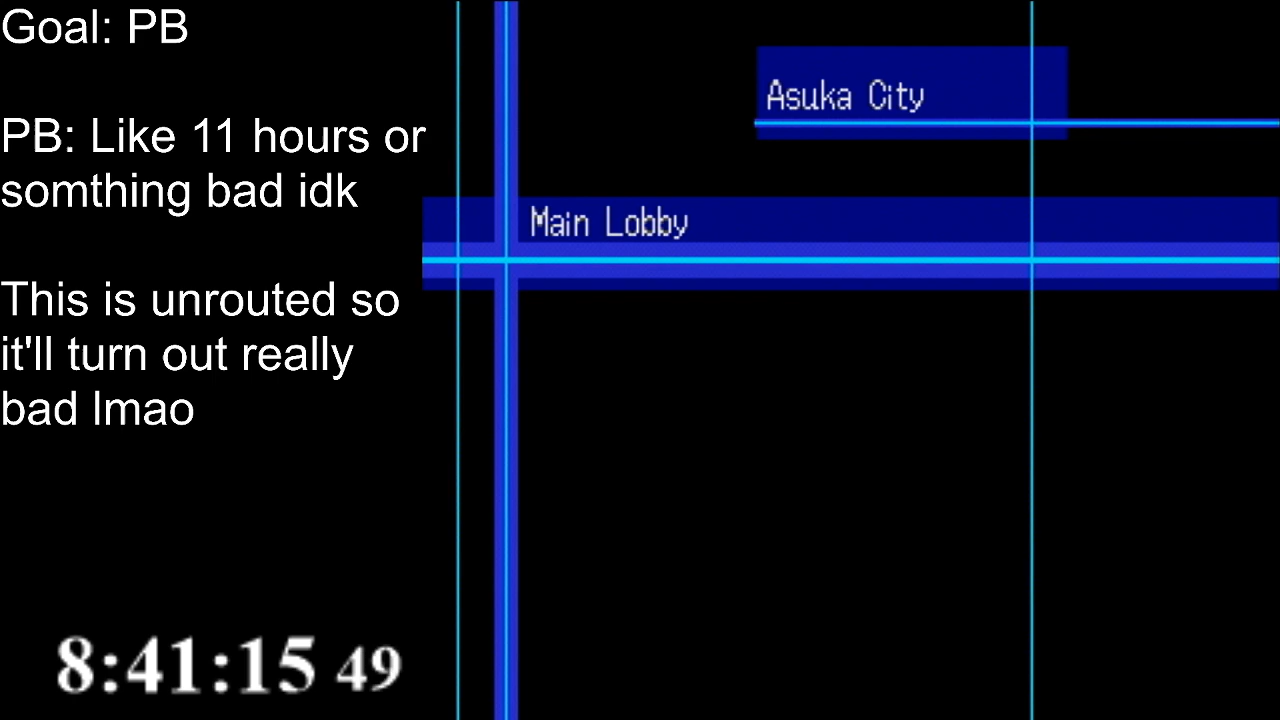 Goal: PB
PB: Like 11 hours or
somthing bad idk
This is unrouted so
it'll turn out really
bad lmao
Asuka City
Main Lobby
8:41:15 49